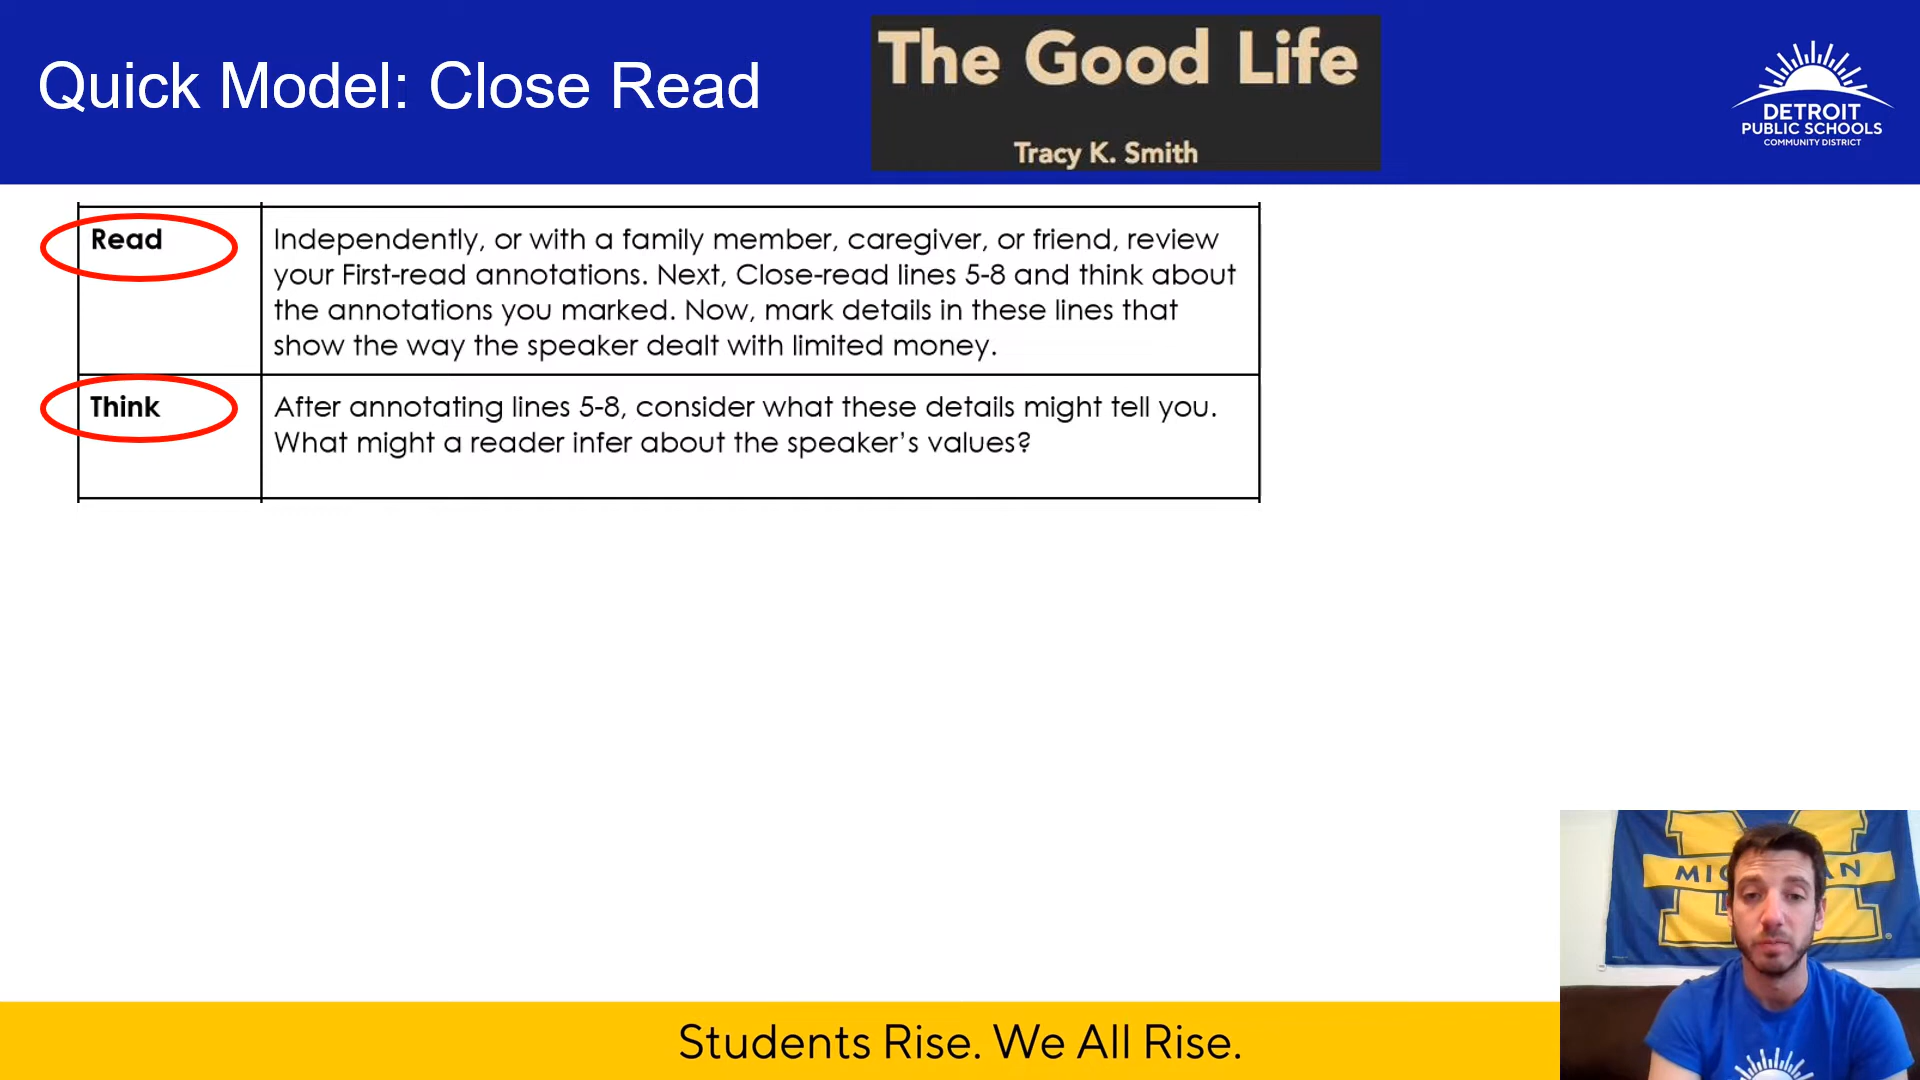 Quick Model: Close Read
The Good Life
Tracy K. Smith
DETROIT
PUBLIC SCHOOLS
COMMUNITY DISTRICT
Read
Independently, or with a family member, caregiver, or friend, review
your First-read annotations. Next, Close-read lines 5-8 and think about
the annotations you marked. Now, mark details in these lines that
show the way the speaker dealt with limited money.
Think
After annotating lines 5-8, consider what these details might tell you.
What might a reader infer about the speaker's values?
Students Rise. We All Rise.